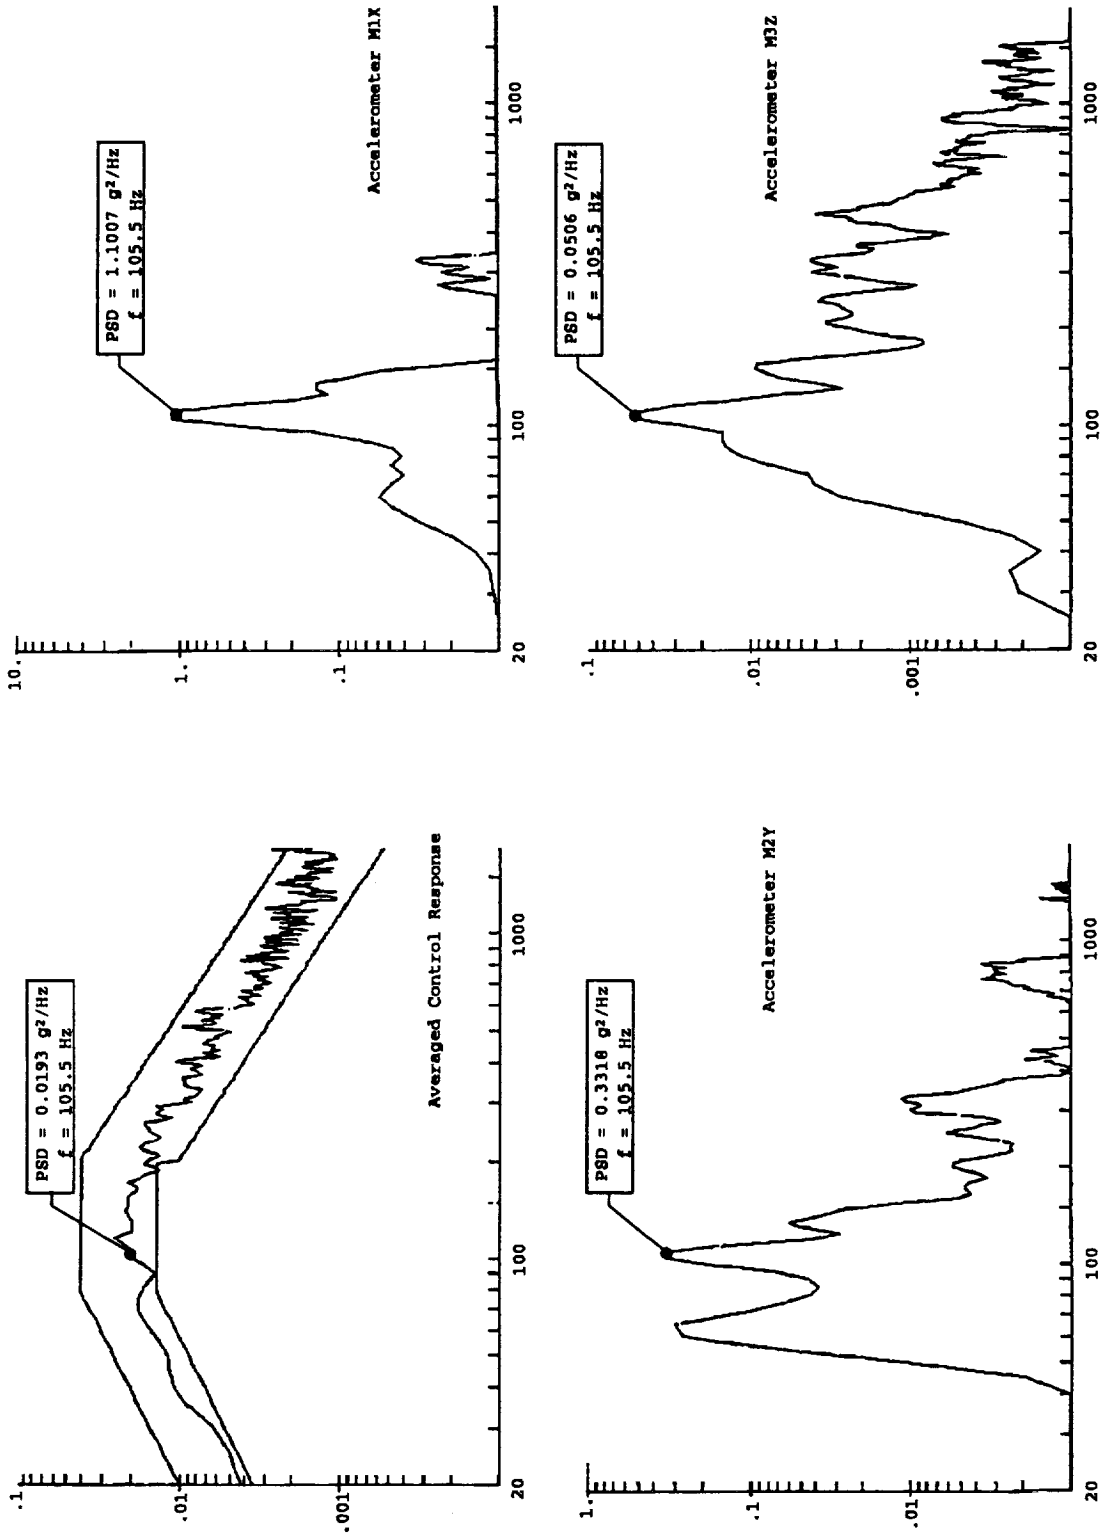 .1
.01
.001
PSD = 0.0193 g²/Hz
f = 105.5 Hz
Averaged Control Response
20
100
1000
10.
1.
.1
PSD = 1.1007 g²/Hz
f = 105.5 Hz
Accelerometer M1X
20
100
1000
1.
.1
.01
PSD = 0.3318 g²/Hz
f = 105.5 Hz
Accelerometer M2Y
20
100
1000
.1
.01
.001
PSD = 0.0506 g²/Hz
f = 105.5 Hz
Accelerometer M3Z
20
100
1000